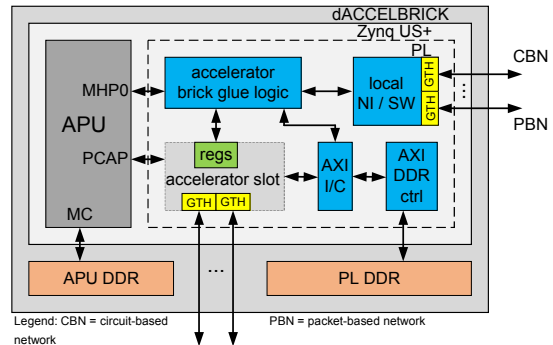 dACCELBRICK
Zynq US+
PL
CBN
accelerator
brick glue logic
local
NI / SW
GTH
GTH
MHP0
APU
PBN
PCAP
regs
accelerator slot
AXI
I/C
AXI
DDR
ctrl
GTH
GTH
MC
...
APU DDR
PL DDR
...
Legend: CBN = circuit-based
network
PBN = packet-based network